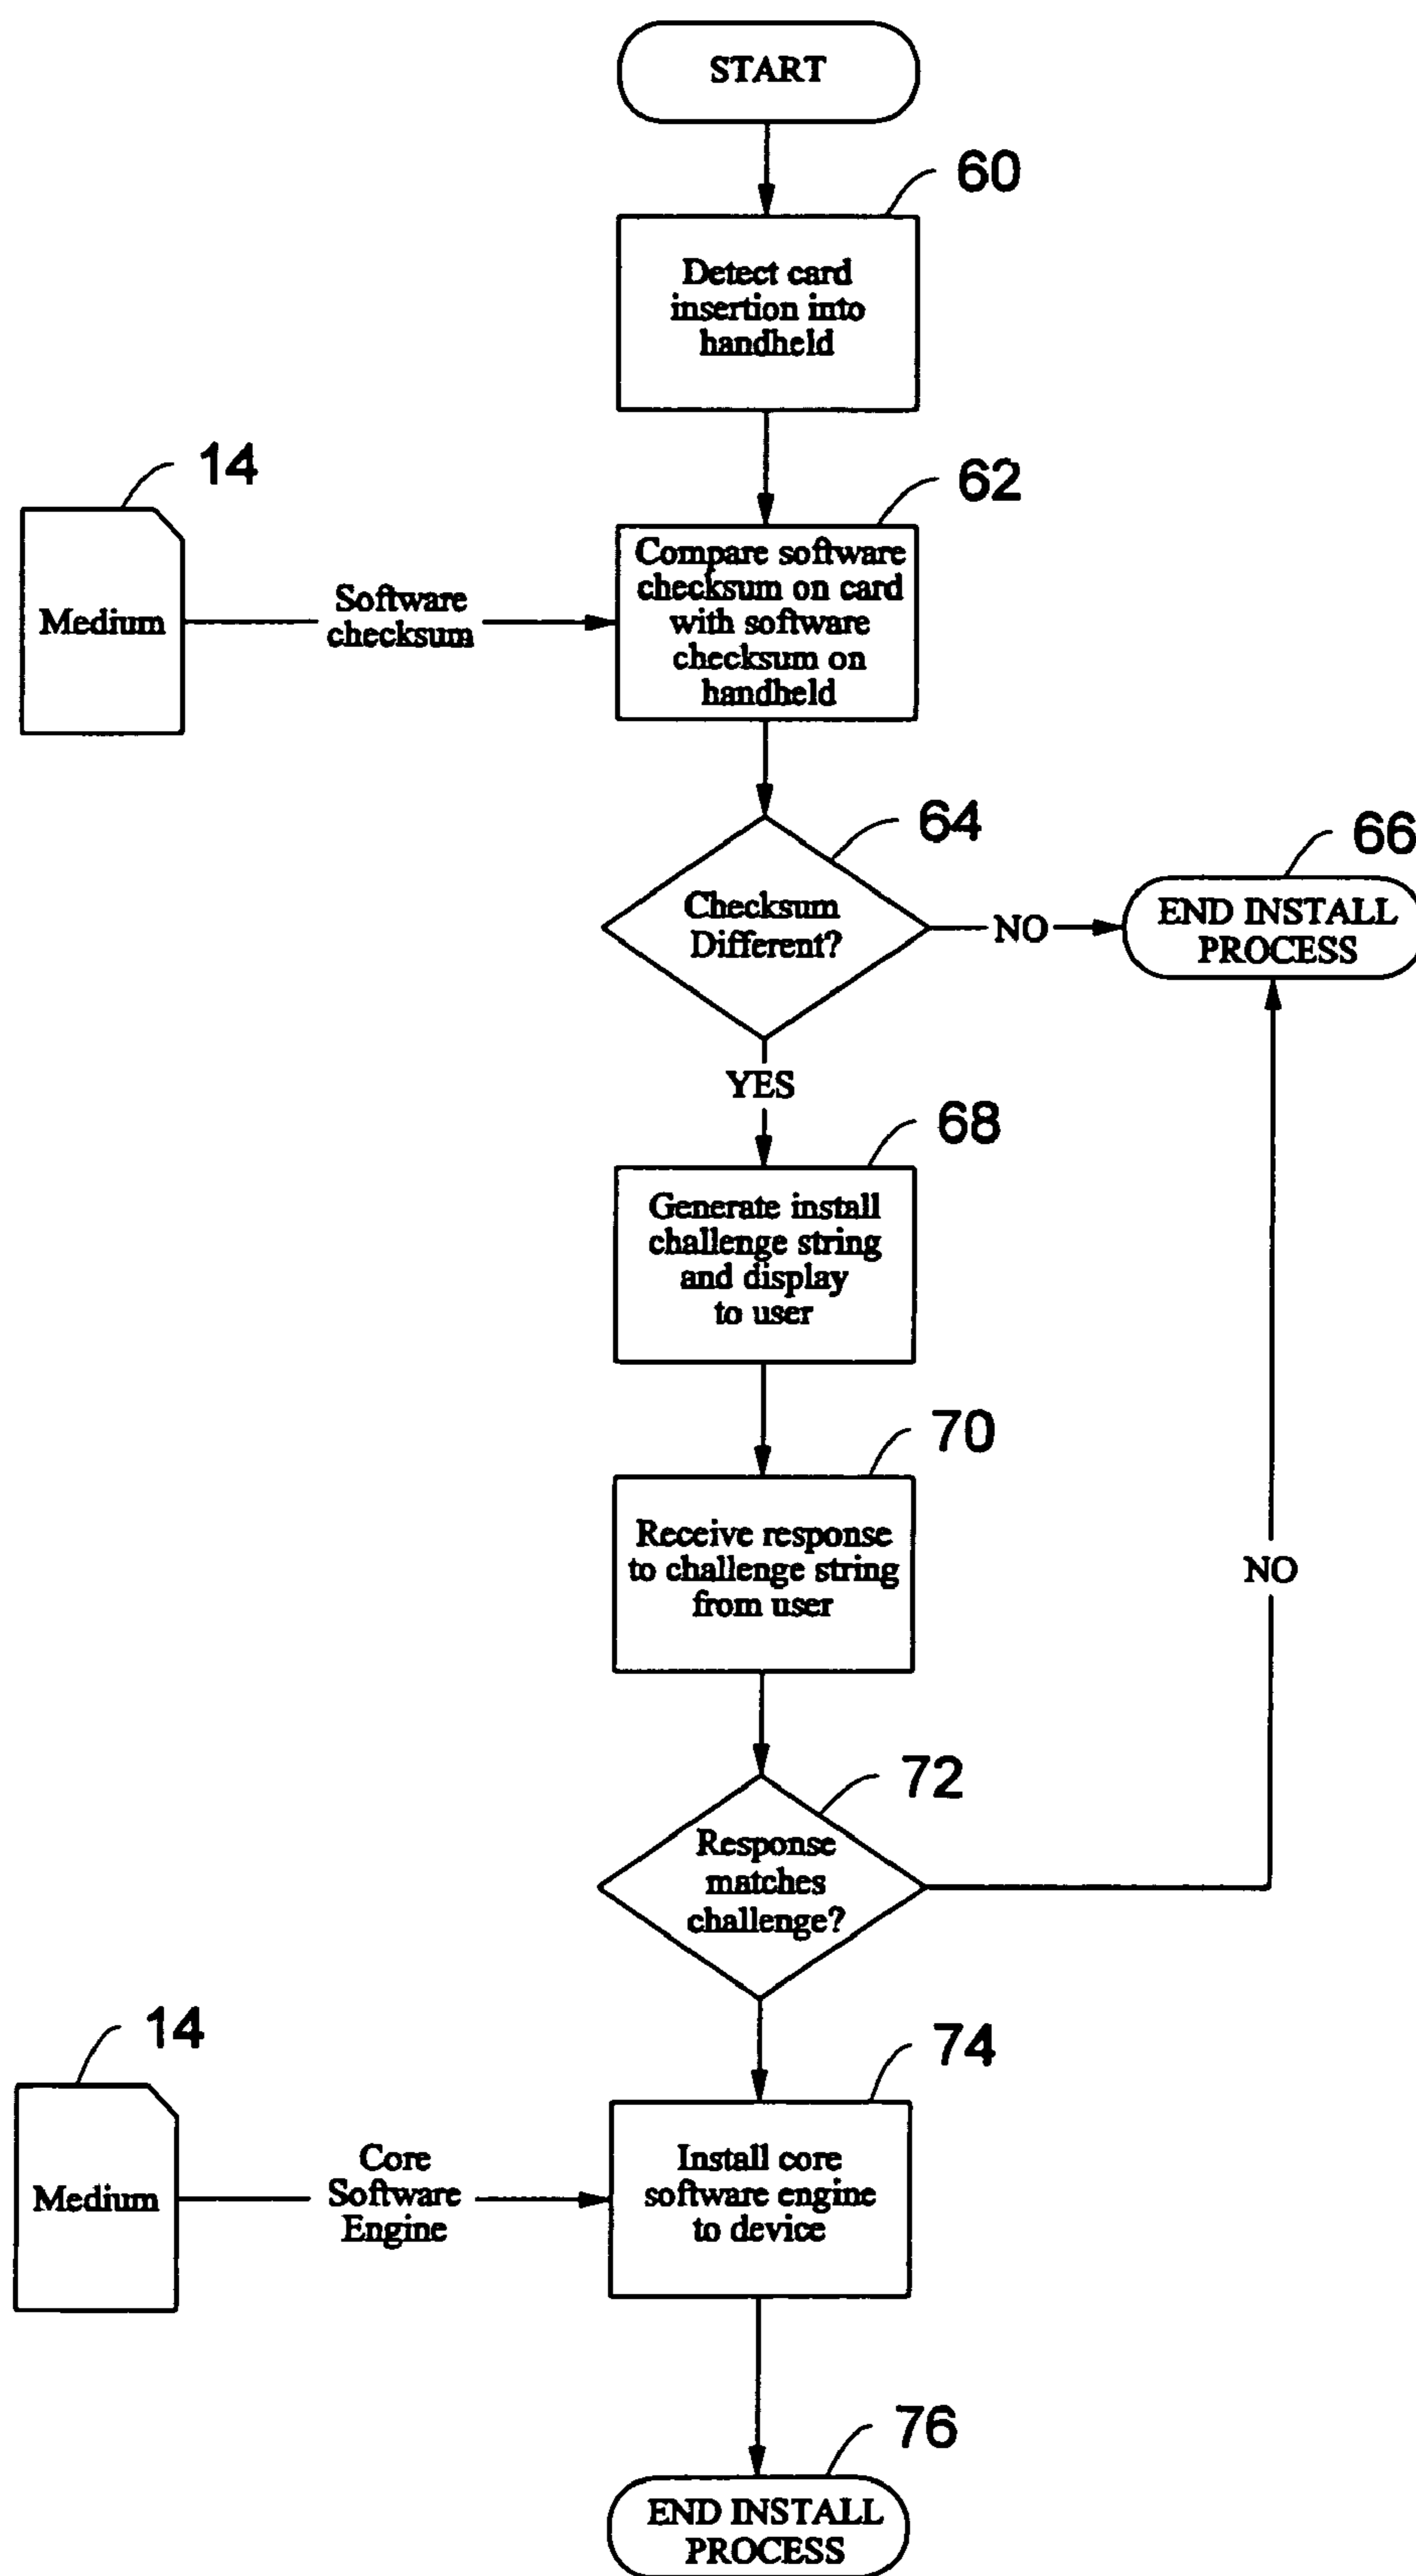 START
60
Detect card
insertion into
handheld
14
62
Medium
Software
checksum
Compare software
checksum on card
with software
checksum on
handheld
64
66
Checksum
Different?
NO
END INSTALL
PROCESS
YES
68
Generate install
challenge string
and display
to user
70
Receive response
to challenge string
from user
NO
72
Response
matches
challenge?
14
74
Medium
Core
Software
Engine
Install core
software engine
to device
76
END INSTALL
PROCESS